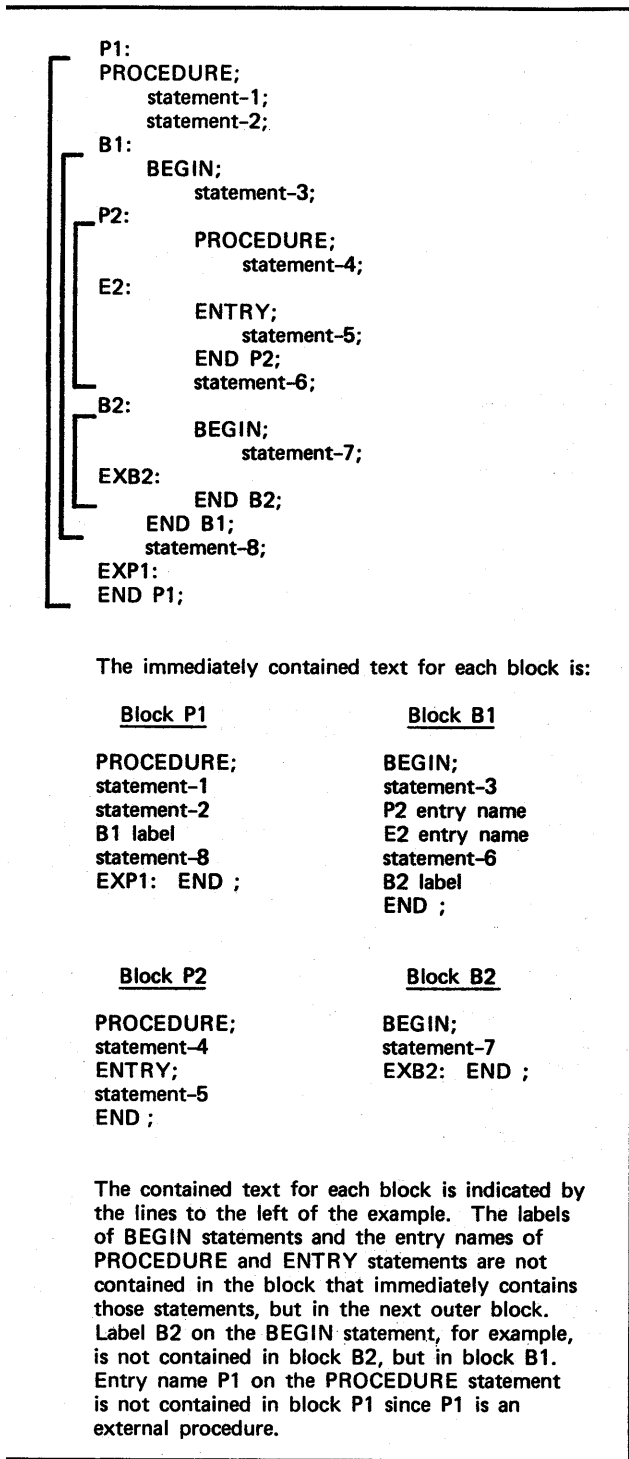 P1:
PROCEDURE;
statement-1;
statement-2;
B1:
BEGIN;
statement-3;
P2:
PROCEDURE;
statement-4;
E2:
ENTRY;
statement-5;
END P2;
statement-6;
B2:
BEGIN;
statement-7;
EXB2:
END B2;
END B1;
statement-8;
EXP1:
END P1;
The immediately contained text for each block is:
Block P1
PROCEDURE;
statement-1
statement-2
B1 label
statement-8
EXP1: END ;
Block B1
BEGIN;
statement-3
P2 entry name
E2 entry name
statement-6
B2 label
END ;
Block P2
PROCEDURE;
statement-4
ENTRY;
statement-5
END ;
Block B2
BEGIN;
statement-7
EXB2: END ;
The contained text for each block is indicated by
the lines to the left of the example. The labels
of BEGIN statements and the entry names of
PROCEDURE and ENTRY statements are not
contained in the block that immediately contains
those statements, but in the next outer block.
Label B2 on the BEGIN statement, for example,
is not contained in block B2, but in block B1.
Entry name P1 on the PROCEDURE statement
is not contained in block P1 since P1 is an
external procedure.